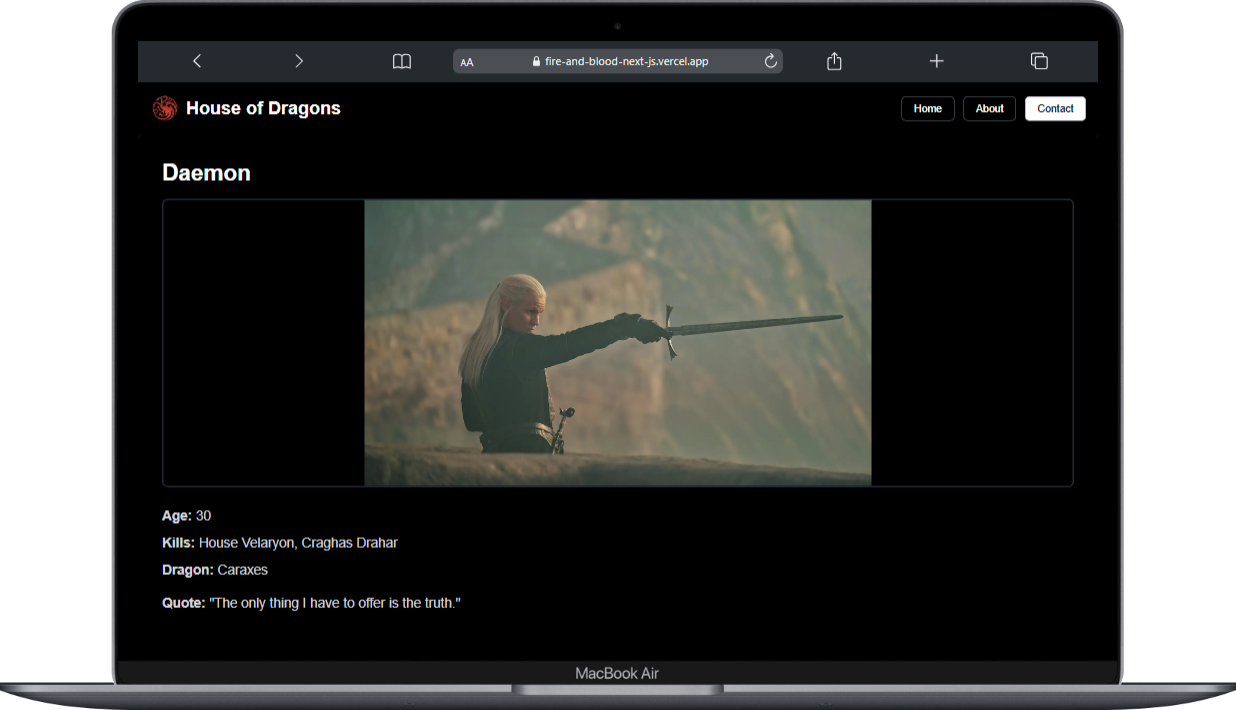 AA
fire-and-blood-next-js.vercel.app
House of Dragons
Home
About
Contact
Daemon
Age: 30
Kills: House Velaryon, Craghas Drahar
Dragon: Caraxes
Quote: "The only thing I have to offer is the truth."
MacBook Air